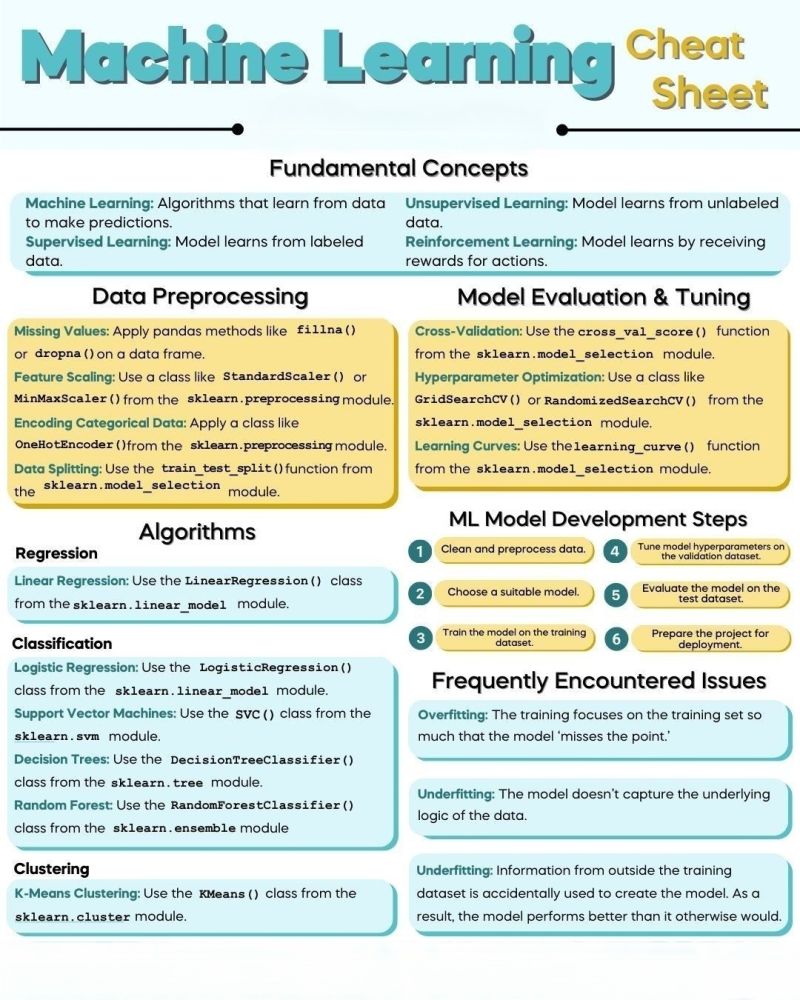 Machine Learning Cheat
Sheet
Fundamental Concepts
Machine Learning: Algorithms that learn from data
to make predictions.
Supervised Learning: Model learns from labeled
data.
Unsupervised Learning: Model learns from unlabeled
data.
Reinforcement Learning: Model learns by receiving
rewards for actions.
Data Preprocessing
Missing Values: Apply pandas methods like fillna()
or dropna() on a data frame.
Feature Scaling: Use a class like StandardScaler() or
MinMaxScaler() from the sklearn.preprocessing module.
Encoding Categorical Data: Apply a class like
OneHotEncoder() from the sklearn.preprocessing module.
Data Splitting: Use the train_test_split() function from
the sklearn.model_selection module.
Model Evaluation & Tuning
Cross-Validation: Use the cross_val_score() function
from the sklearn.model_selection module.
Hyperparameter Optimization: Use a class like
GridSearchCV() or RandomizedSearchCV() from the
sklearn.model_selection module.
Learning Curves: Use the learning_curve() function
from the sklearn.model_selection module.
Algorithms
Regression
Linear Regression: Use the LinearRegression() class
from the sklearn.linear_model module.
Classification
Logistic Regression: Use the LogisticRegression()
class from the sklearn.linear_model module.
Support Vector Machines: Use the SVC() class from the
sklearn.svm module.
Decision Trees: Use the DecisionTreeClassifier()
class from the sklearn.tree module.
Random Forest: Use the RandomForestClassifier()
class from the sklearn.ensemble module
Clustering
K-Means Clustering: Use the KMeans() class from the
sklearn.cluster module.
ML Model Development Steps
1 Clean and preprocess data.
2 Choose a suitable model.
3 Train the model on the training
dataset.
4 Tune model hyperparameters on
the validation dataset.
5 Evaluate the model on the
test dataset.
6 Prepare the project for
deployment.
Frequently Encountered Issues
Overfitting: The training focuses on the training set so
much that the model ‘misses the point.’
Underfitting: The model doesn’t capture the underlying
logic of the data.
Underfitting: Information from outside the training
dataset is accidentally used to create the model. As a
result, the model performs better than it otherwise would.